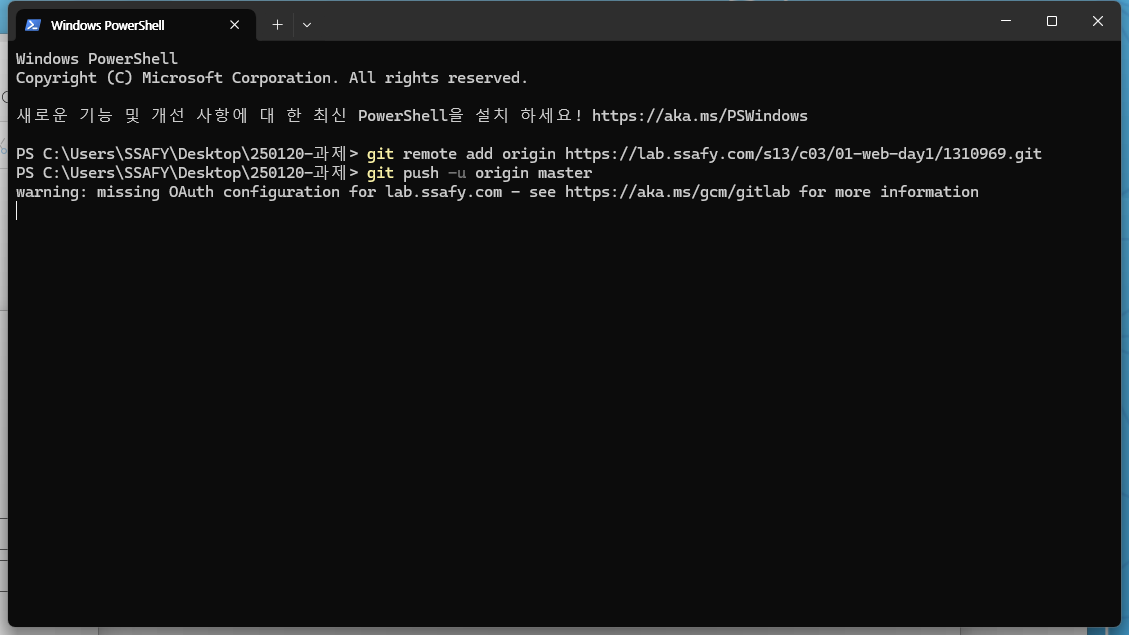 Windows PowerShell
Windows PowerShell
Copyright (C) Microsoft Corporation. All rights reserved.
새로운 기능 및 개선 사항에 대 한 최신 PowerShell을 설치 하세요! https://aka.ms/PSWindows
PS C:\Users\SSAFY\Desktop\250120-과제> git remote add origin https://lab.ssafy.com/s13/c03/01-web-day1/1310969.git
PS C:\Users\SSAFY\Desktop\250120-과제> git push -u origin master
warning: missing OAuth configuration for lab.ssafy.com - see https://aka.ms/gcm/gitlab for more information